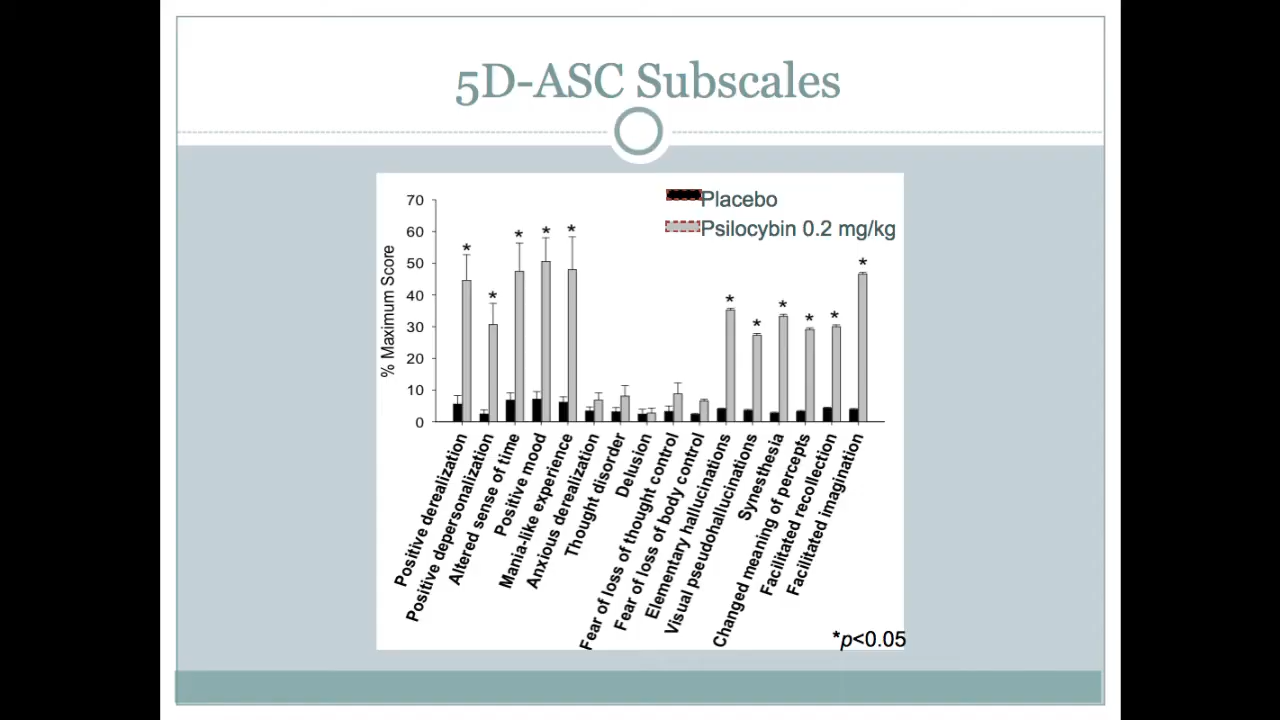 5D-ASC Subscales
70
60
50
40
30
20
10
0
% Maximum Score
Placebo
Psilocybin 0.2 mg/kg
*
*
*
*
*
*
*
*
*
*
*
Positive derealization
Positive depersonalization
Altered sense of time
Positive mood
Mania-like experience
Anxious derealization
Thought disorder
Delusion
Fear of loss of thought control
Fear of loss of body control
Elementary hallucinations
Visual pseudohallucinations
Synesthesia
Changed meaning of percepts
Facilitated recollection
Facilitated imagination
*p<0.05